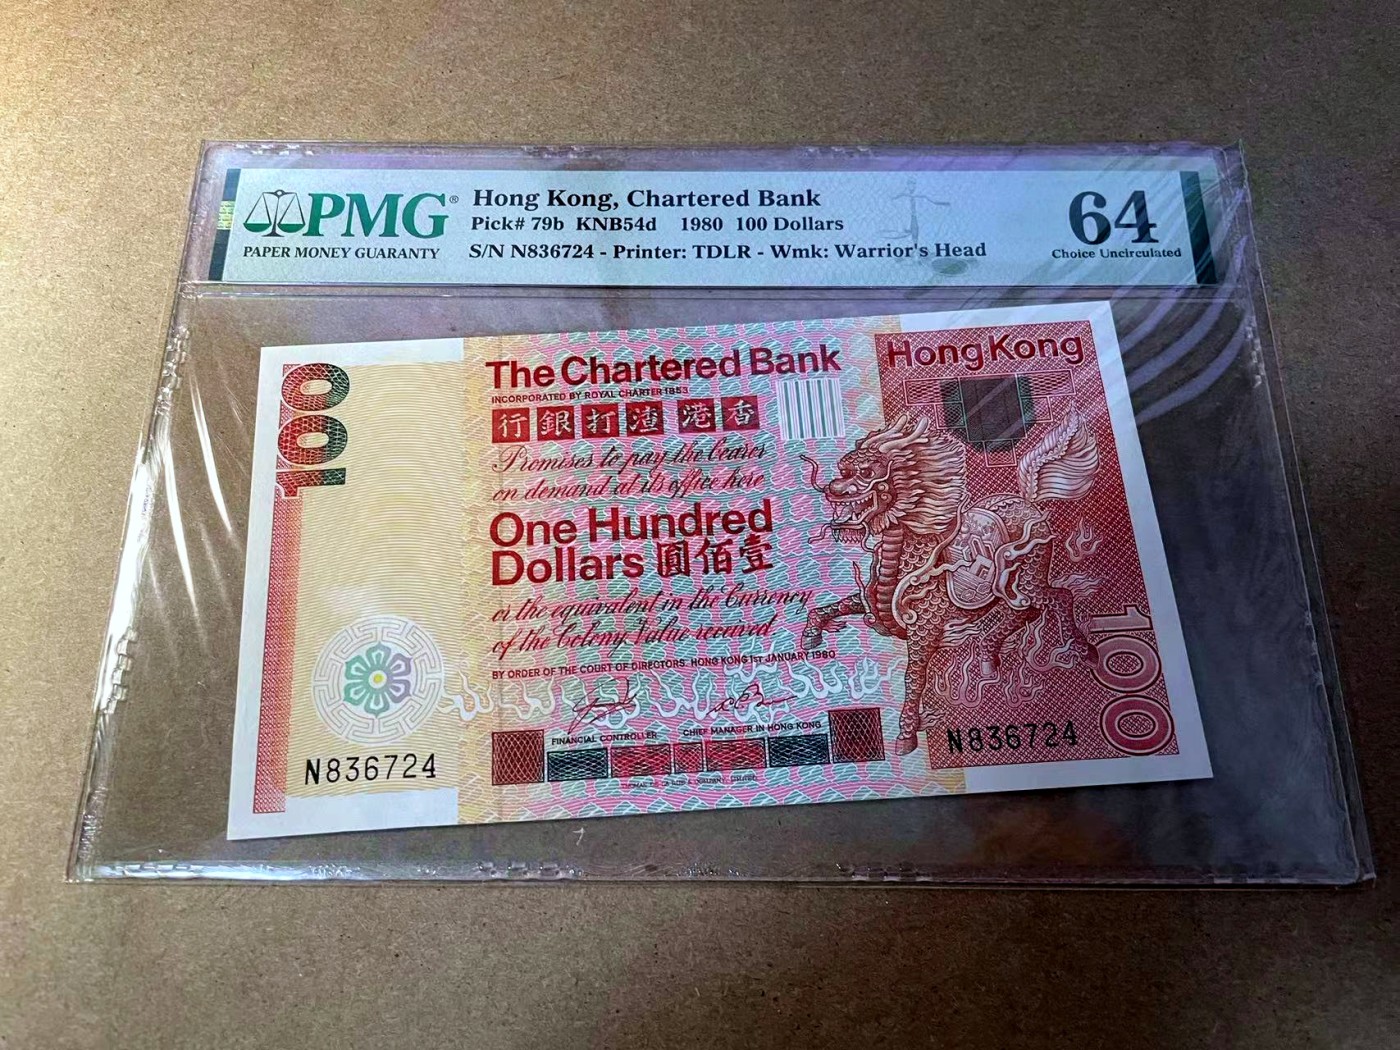 PMG®
PAPER MONEY GUARANTY
Hong Kong, Chartered Bank
Pick# 79b KNB54d 1980 100 Dollars
S/N N836724 - Printer: TDLR - Wmk: Warrior's Head
64
Choice Uncirculated
100
The Chartered Bank
INCORPORATED BY ROYAL CHARTER 1853
行銀打渣港香
Hong Kong
Promises to pay the bearer
on demand at its office here
One Hundred
Dollars 圓佰壹
or the equivalent in the Currency
of the Colony, Value received
BY ORDER OF THE COURT OF DIRECTORS HONG KONG 1ST JANUARY 1980
FINANCIAL CONTROLLER
CHIEF MANAGER IN HONG KONG
N836724
N836724
100